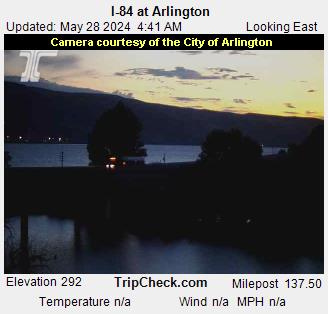 I-84 at Arlington
Updated: May 28 2024 4:41 AM Looking East
Camera courtesy of the City of Arlington
Elevation 292 TripCheck.com Milepost 137.50
Temperature n/a Wind n/a MPH n/a